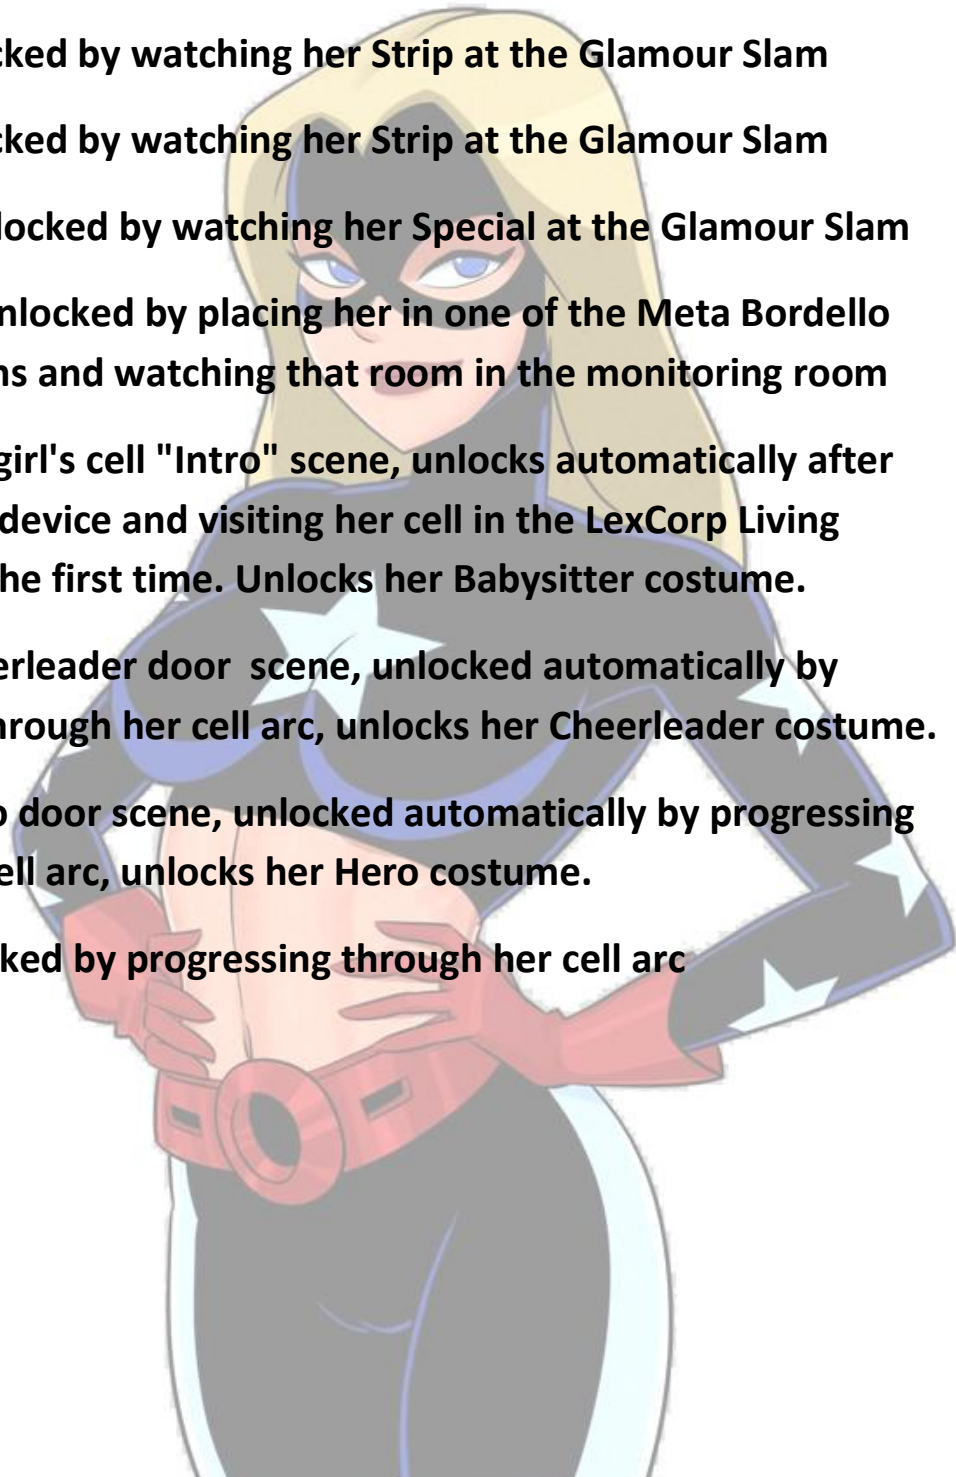 cked by watching her Strip at the Glamour Slam
cked by watching her Strip at the Glamour Slam
locked by watching her Special at the Glamour Slam
nlocked by placing her in one of the Meta Bordello
ns and watching that room in the monitoring room
girl's cell "Intro" scene, unlocks automatically after
device and visiting her cell in the LexCorp Living
he first time. Unlocks her Babysitter costume.
erleader door  scene, unlocked automatically by
hrough her cell arc, unlocks her Cheerleader costume.
o door scene, unlocked automatically by progressing
ell arc, unlocks her Hero costume.
ked by progressing through her cell arc